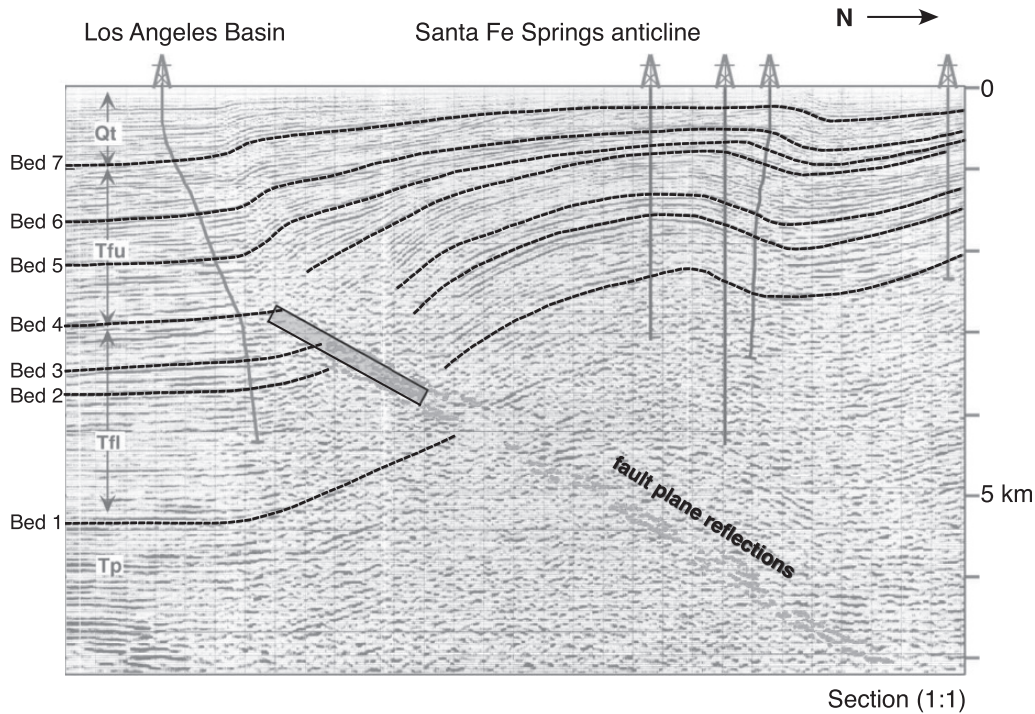 N
Los Angeles Basin
Santa Fe Springs anticline
0
Qt
Bed 7
Bed 6
Tfu
Bed 5
Bed 4
Bed 3
Bed 2
Tfl
fault plane reflections
5 km
Bed 1
Tp
Section (1:1)